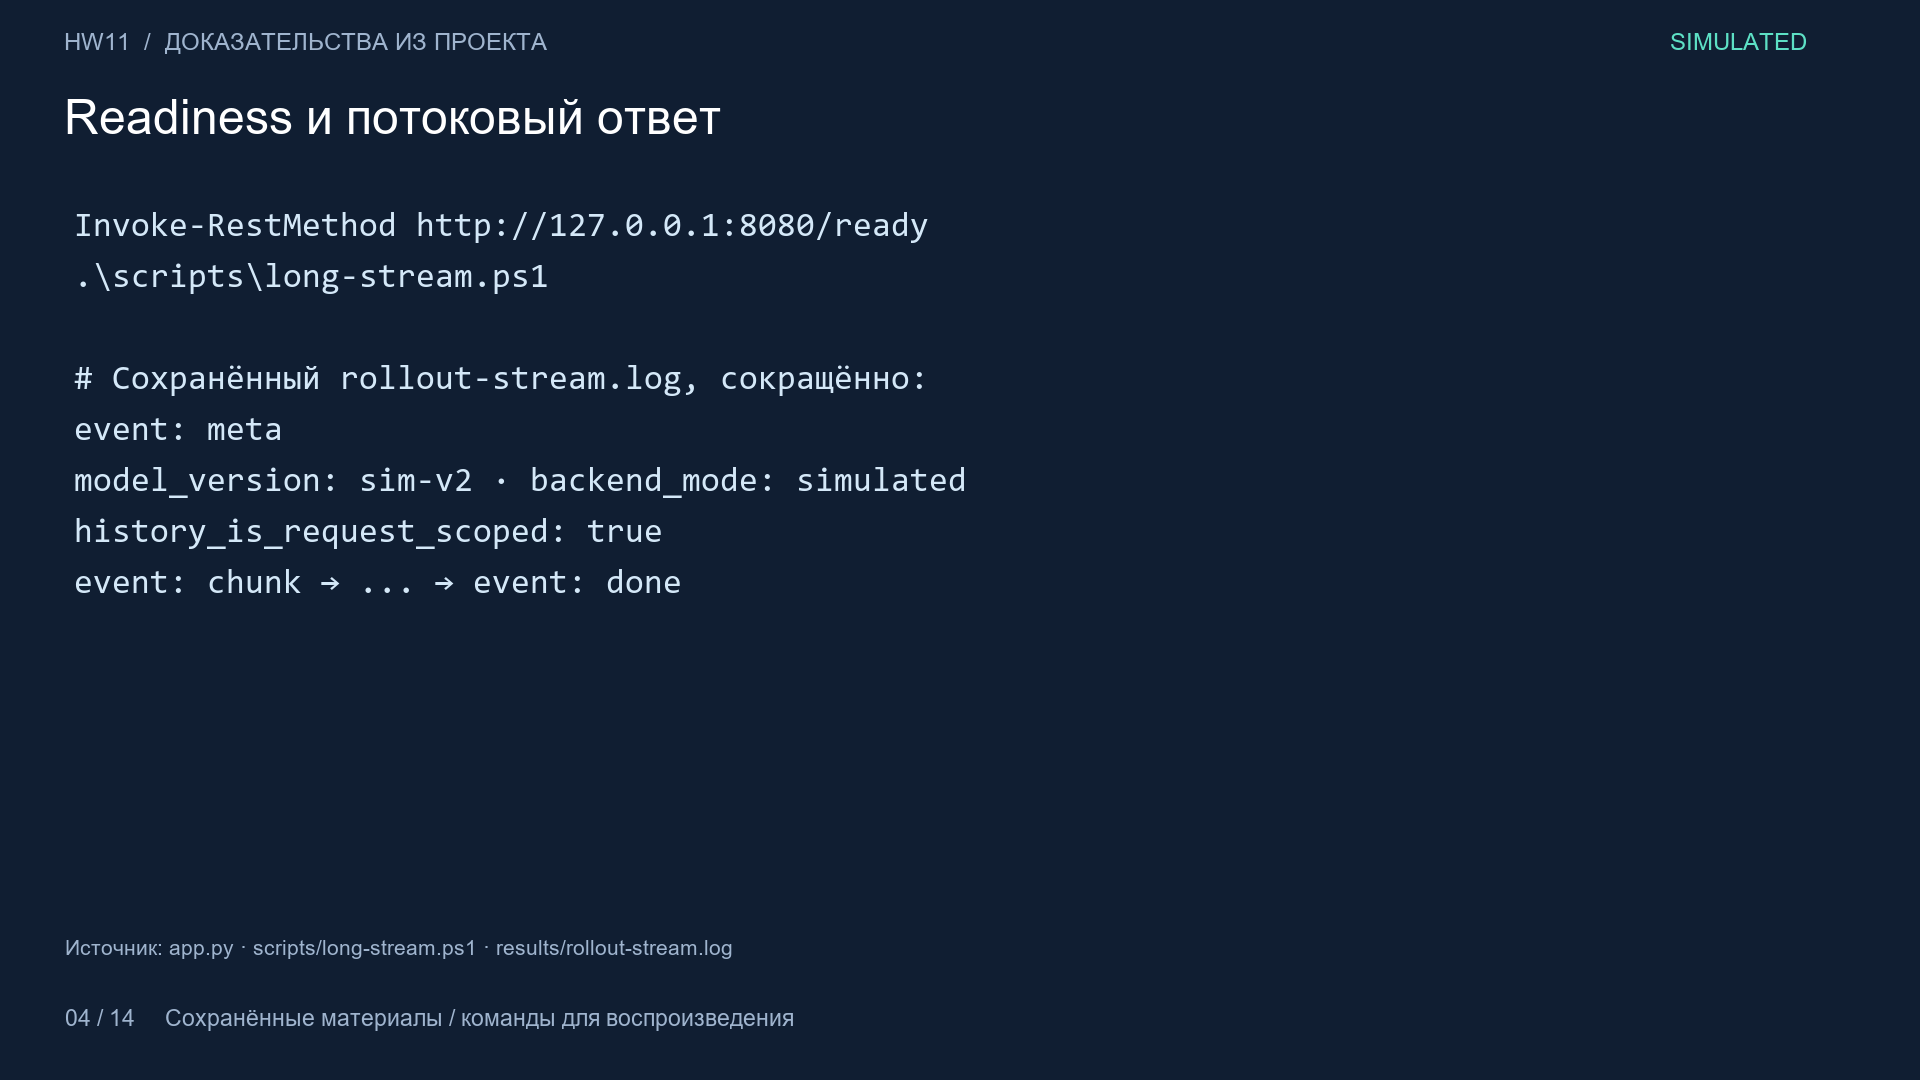 HW11 / ДОКАЗАТЕЛЬСТВА ИЗ ПРОЕКТА
SIMULATED
Readiness и потоковый ответ
Invoke-RestMethod http://127.0.0.1:8080/ready
.\scripts\long-stream.ps1
# Сохранённый rollout-stream.log, сокращённо:
event: meta
model_version: sim-v2 · backend_mode: simulated
history_is_request_scoped: true
event: chunk → ... → event: done
Источник: app.py · scripts/long-stream.ps1 · results/rollout-stream.log
04 / 14 Сохранённые материалы / команды для воспроизведения